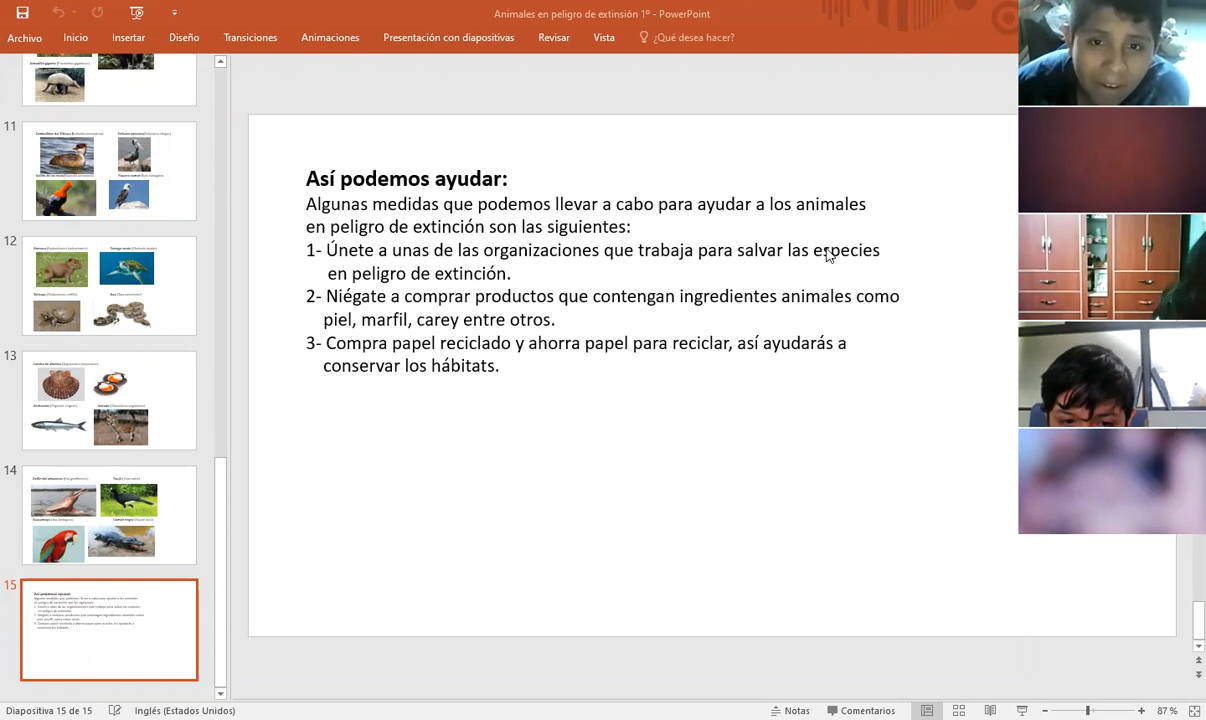 Animales en peligro de extinsión 1º - PowerPoint
Archivo Inicio Insertar Diseño Transiciones Animaciones Presentación con diapositivas Revisar Vista ¿Qué desea hacer?
11
12
13
14
15
Así podemos ayudar:
Algunas medidas que podemos llevar a cabo para ayudar a los animales
en peligro de extinción son las siguientes:
1- Únete a unas de las organizaciones que trabaja para salvar las especies
en peligro de extinción.
2- Niégate a comprar productos que contengan ingredientes animales como
piel, marfil, carey entre otros.
3- Compra papel reciclado y ahorra papel para reciclar, así ayudarás a
conservar los hábitats.
Diapositiva 15 de 15 Inglés (Estados Unidos) Notas Comentarios 87 %